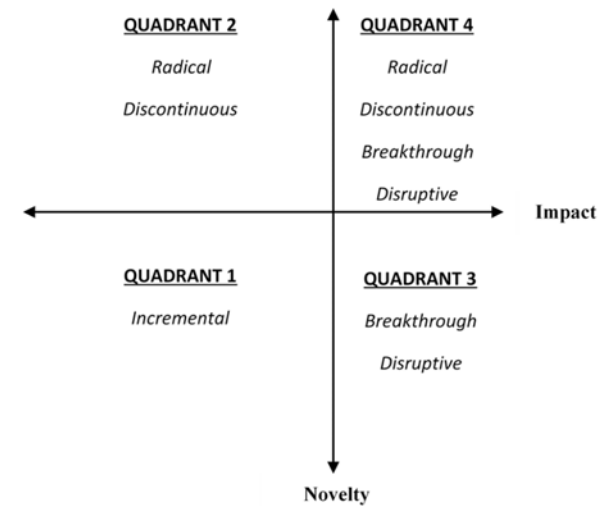 QUADRANT 2
Radical
Discontinuous
QUADRANT 4
Radical
Discontinuous
Breakthrough
Disruptive
Impact
QUADRANT 1
Incremental
QUADRANT 3
Breakthrough
Disruptive
Novelty